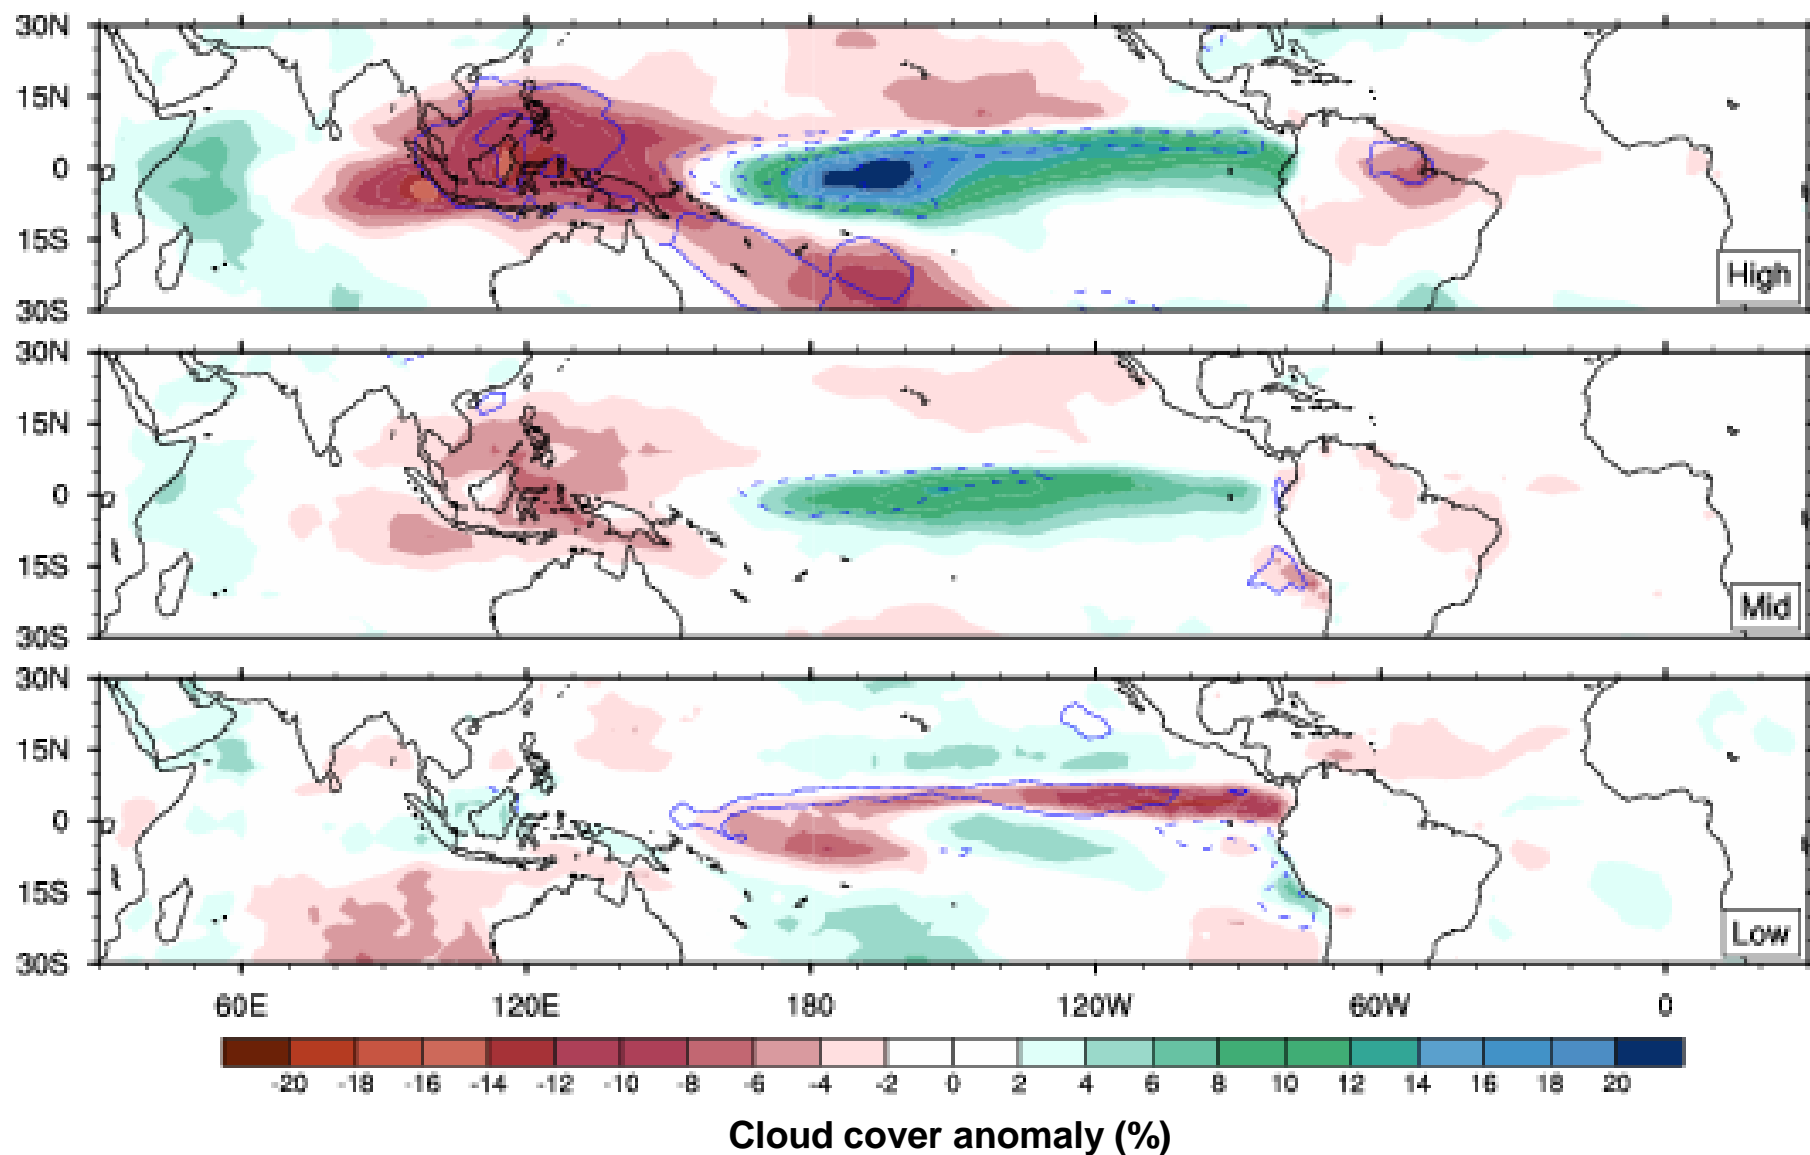 30N
15N
0
15S
30S
High
30N
15N
0
15S
30S
Mid
30N
15N
0
15S
30S
Low
60E 120E 180 120W 60W 0
-20 -18 -16 -14 -12 -10 -8 -6 -4 -2 0 2 4 6 8 10 12 14 16 18 20
Cloud cover anomaly (%)